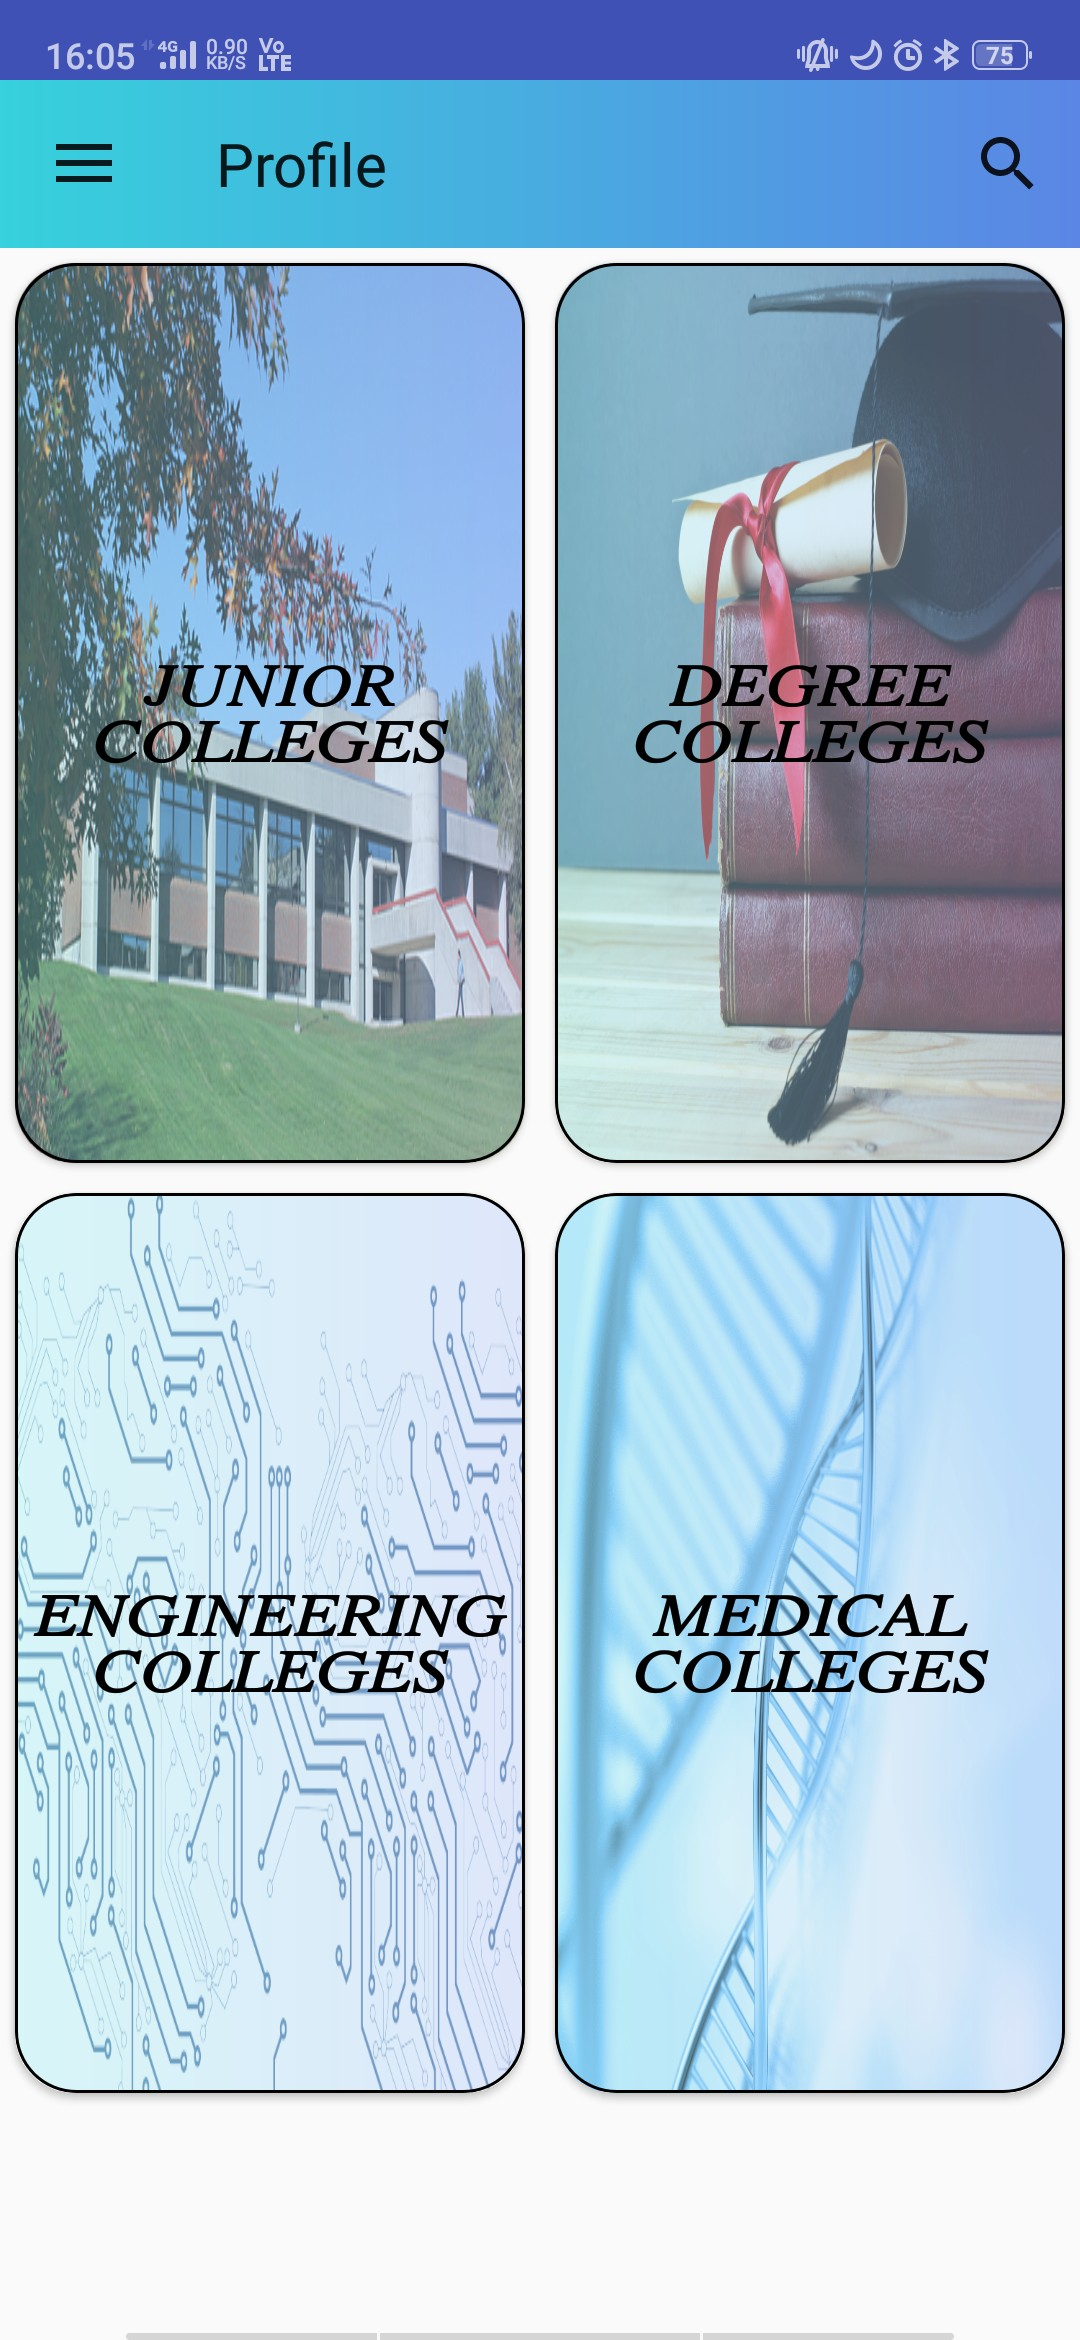 16:05 4G 0.90 KB/S Vo LTE 75
Profile
JUNIOR
COLLEGES
DEGREE
COLLEGES
ENGINEERING
COLLEGES
MEDICAL
COLLEGES